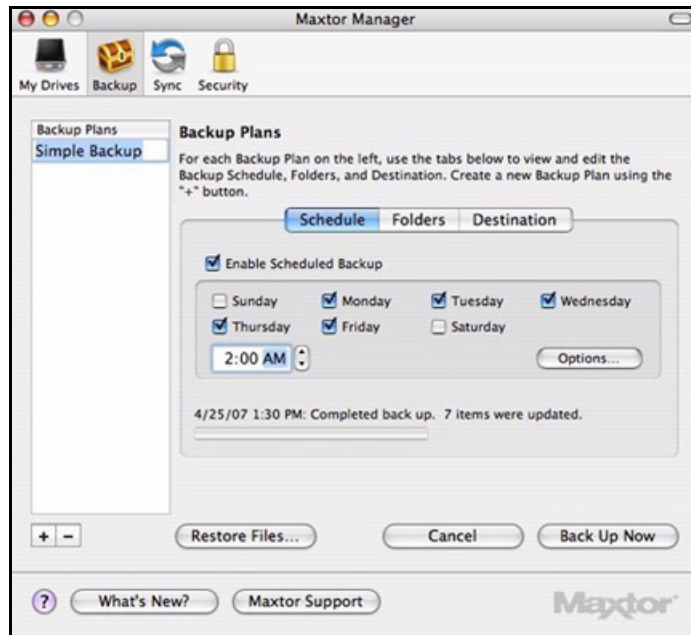 Maxtor Manager
My Drives Backup Sync Security
Backup Plans
Simple Backup
Backup Plans
For each Backup Plan on the left, use the tabs below to view and edit the
Backup Schedule, Folders, and Destination. Create a new Backup Plan using the
"+" button.
Schedule Folders Destination
Enable Scheduled Backup
Sunday Monday Tuesday Wednesday
Thursday Friday Saturday
2:00 AM Options...
4/25/07 1:30 PM: Completed back up. 7 items were updated.
+ − Restore Files... Cancel Back Up Now
? What's New? Maxtor Support Maxtor